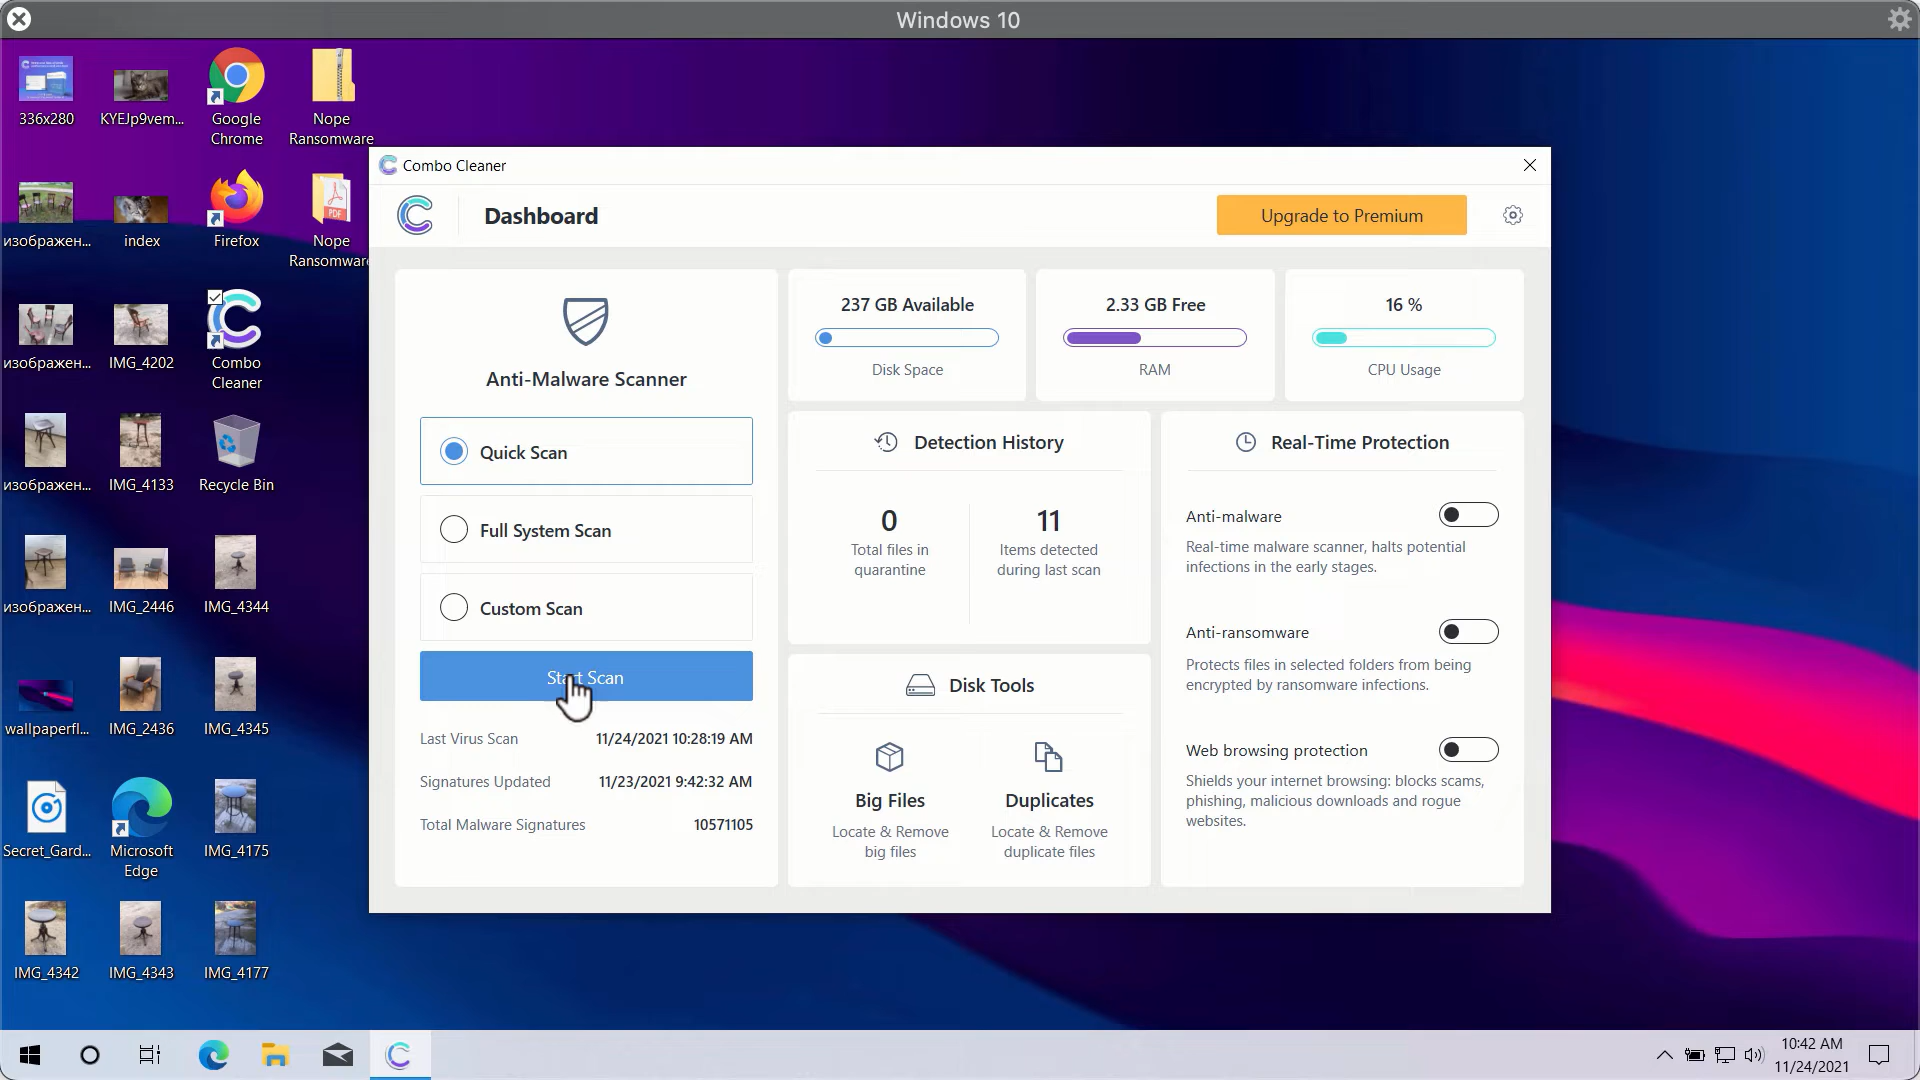 Windows 10
336x280
KYEJp9vem...
Google
Chrome
Nope
Ransomware
изображен...
index
Firefox
Nope
Ransomware
изображен...
IMG_4202
Combo
Cleaner
изображен...
IMG_4133
Recycle Bin
изображен...
IMG_2446
IMG_4344
wallpaperfl...
IMG_2436
IMG_4345
Secret_Gard...
Microsoft
Edge
IMG_4175
IMG_4342
IMG_4343
IMG_4177
Combo Cleaner
Dashboard
Upgrade to Premium
Anti-Malware Scanner
Quick Scan
Full System Scan
Custom Scan
Start Scan
Last Virus Scan 11/24/2021 10:28:19 AM
Signatures Updated 11/23/2021 9:42:32 AM
Total Malware Signatures 10571105
237 GB Available
Disk Space
2.33 GB Free
RAM
16 %
CPU Usage
Detection History
0
Total files in
quarantine
11
Items detected
during last scan
Disk Tools
Big Files
Locate & Remove
big files
Duplicates
Locate & Remove
duplicate files
Real-Time Protection
Anti-malware
Real-time malware scanner, halts potential
infections in the early stages.
Anti-ransomware
Protects files in selected folders from being
encrypted by ransomware infections.
Web browsing protection
Shields your internet browsing: blocks scams,
phishing, malicious downloads and rogue
websites.
10:42 AM
11/24/2021